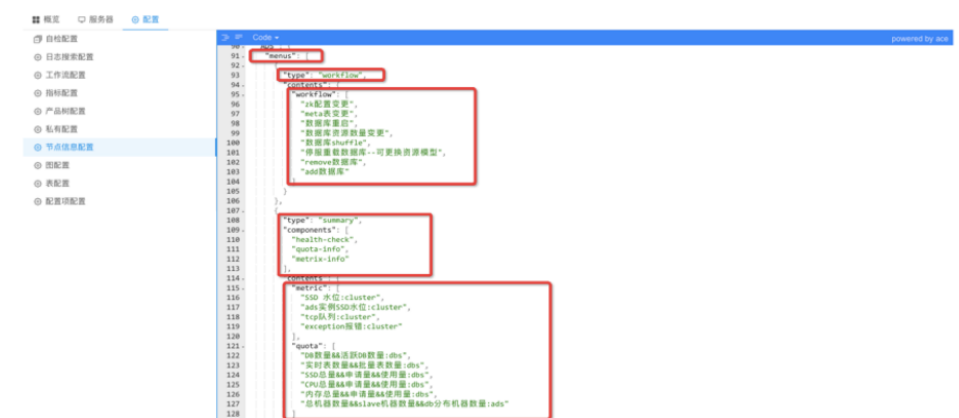 概览 服务器 配置
自检配置
日志搜索配置
工作流配置
指标配置
产品树配置
私有配置
节点信息配置
图配置
表配置
配置项配置
Code powered by ace
90
91 "menus": [
92 {
93 "type": "workflow",
94 "contents": {
95 "workflow": [
96 "zk配置变更",
97 "meta表变更",
98 "数据库重启",
99 "数据库资源数量变更",
100 "数据库shuffle",
101 "停服重载数据库--可更换资源模型",
102 "remove数据库",
103 "add数据库"
104 ]
105 }
106 },
107 {
108 "type": "summary",
109 "components": [
110 "health-check",
111 "quota-info",
112 "metrix-info"
113 ],
114 "contents": {
115 "metric": [
116 "SSD 水位:cluster",
117 "ads实例SSD水位:cluster",
118 "tcp队列:cluster",
119 "exception报错:cluster"
120 ],
121 "quota": [
122 "DB数量&&活跃DB数量:dbs",
123 "实时表数量&&批量表数量:dbs",
124 "SSD总量&&申请量&&使用量:dbs",
125 "CPU总量&&申请量&&使用量:dbs",
126 "内存总量&&申请量&&使用量:dbs",
127 "总机器数量&&slave机器数量&&db分布机器数量:ads"
128 ]